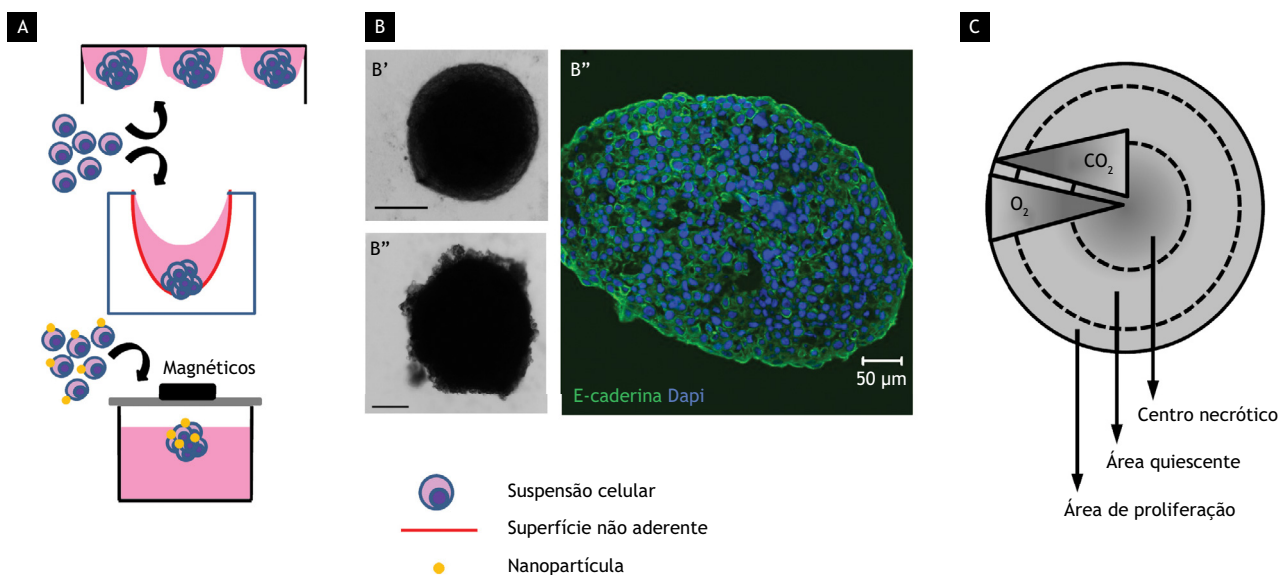 A
Magnéticos
B
B'
B"
B"
E-caderina Dapi
50 µm
Suspensão celular
Superfície não aderente
Nanopartícula
C
CO2
O2
Centro necrótico
Área quiescente
Área de proliferação